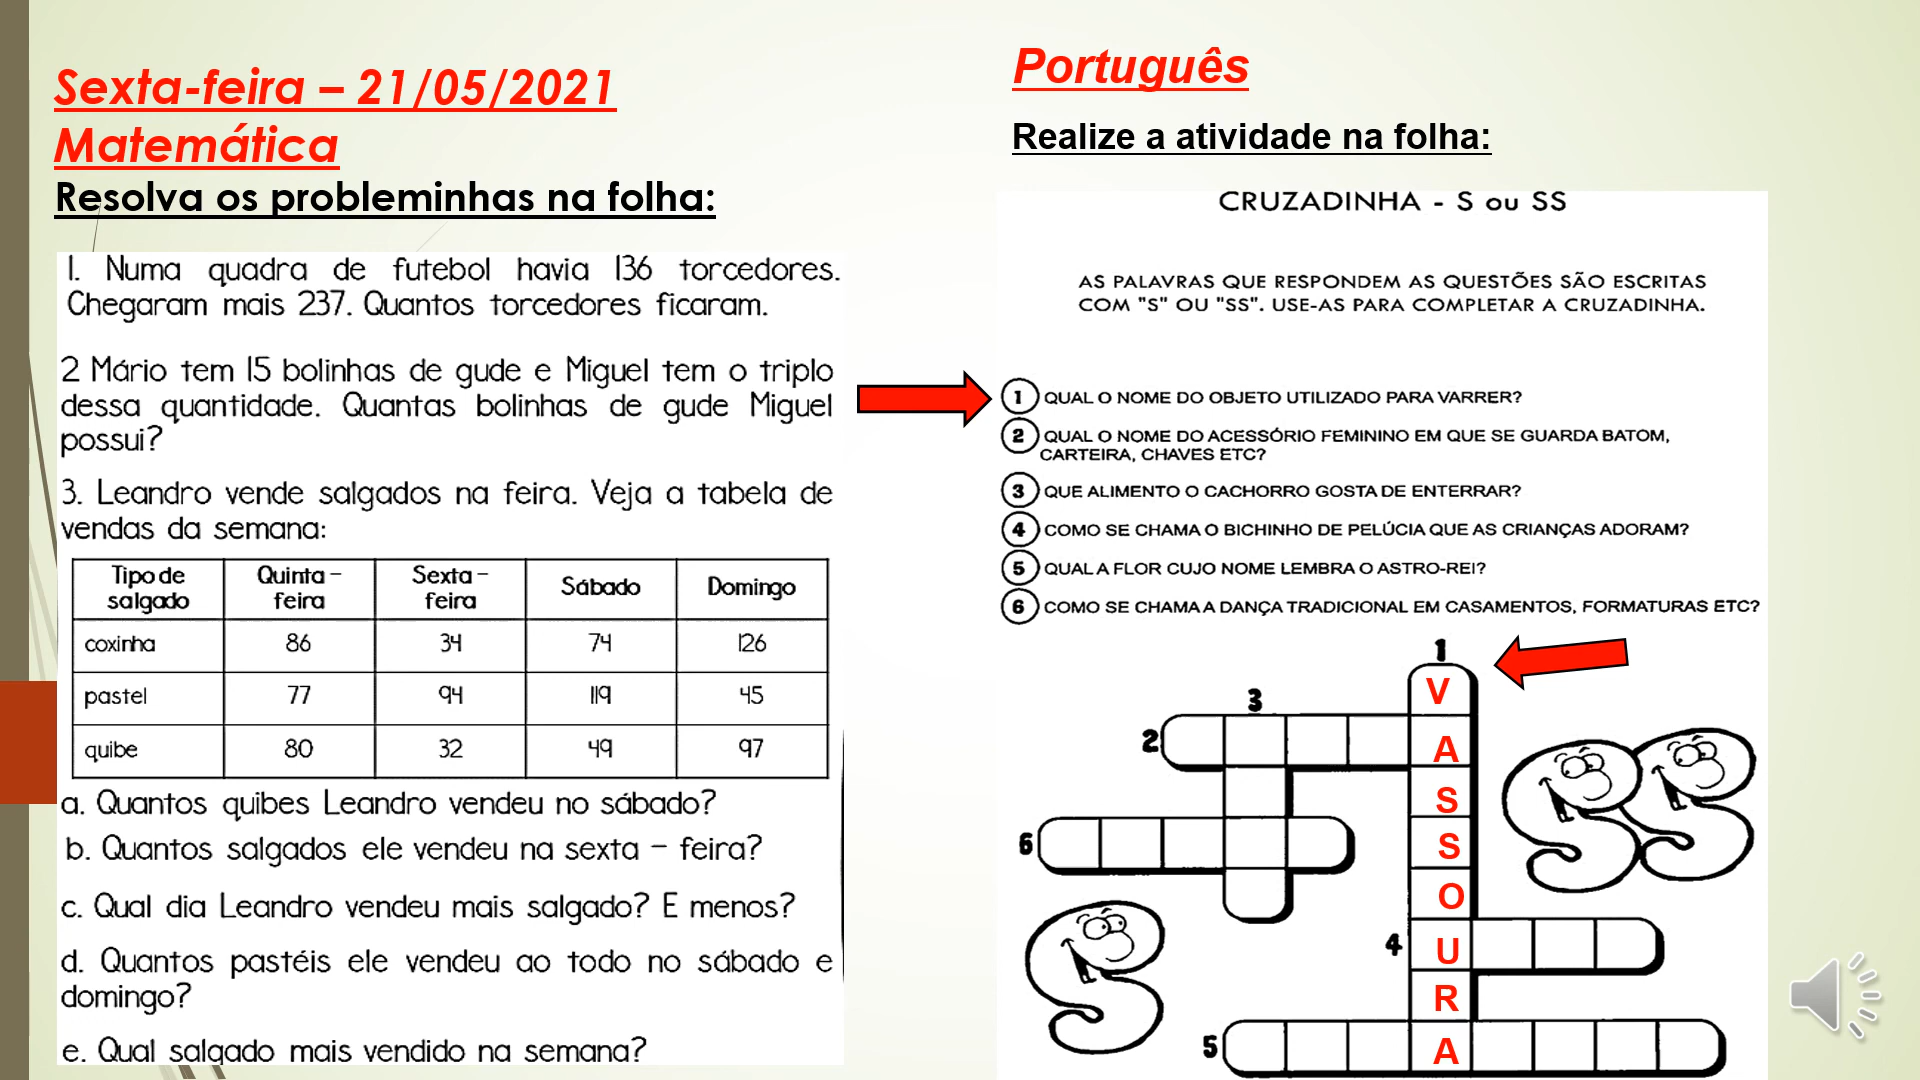 Sexta-feira – 21/05/2021
Matemática
Resolva os probleminhas na folha:
1. Numa quadra de futebol havia 136 torcedores.
Chegaram mais 237. Quantos torcedores ficaram.
2 Mário tem 15 bolinhas de gude e Miguel tem o triplo
dessa quantidade. Quantas bolinhas de gude Miguel
possui?
3. Leandro vende salgados na feira. Veja a tabela de
vendas da semana:
Tipo de salgado Quinta – feira Sexta – feira Sábado Domingo
coxinha 86 34 74 126
pastel 77 94 119 45
quibe 80 32 49 97
a. Quantos quibes Leandro vendeu no sábado?
b. Quantos salgados ele vendeu na sexta – feira?
c. Qual dia Leandro vendeu mais salgado? E menos?
d. Quantos pastéis ele vendeu ao todo no sábado e
domingo?
e. Qual salgado mais vendido na semana?
Português
Realize a atividade na folha:
CRUZADINHA - S ou SS
AS PALAVRAS QUE RESPONDEM AS QUESTÕES SÃO ESCRITAS
COM "S" OU "SS". USE-AS PARA COMPLETAR A CRUZADINHA.
1 QUAL O NOME DO OBJETO UTILIZADO PARA VARRER?
2 QUAL O NOME DO ACESSÓRIO FEMININO EM QUE SE GUARDA BATOM,
CARTEIRA, CHAVES ETC?
3 QUE ALIMENTO O CACHORRO GOSTA DE ENTERRAR?
4 COMO SE CHAMA O BICHINHO DE PELÚCIA QUE AS CRIANÇAS ADORAM?
5 QUAL A FLOR CUJO NOME LEMBRA O ASTRO-REI?
6 COMO SE CHAMA A DANÇA TRADICIONAL EM CASAMENTOS, FORMATURAS ETC?
1
V
3
2 A
S
6 S
O
4 U
R
5 A
SS
S